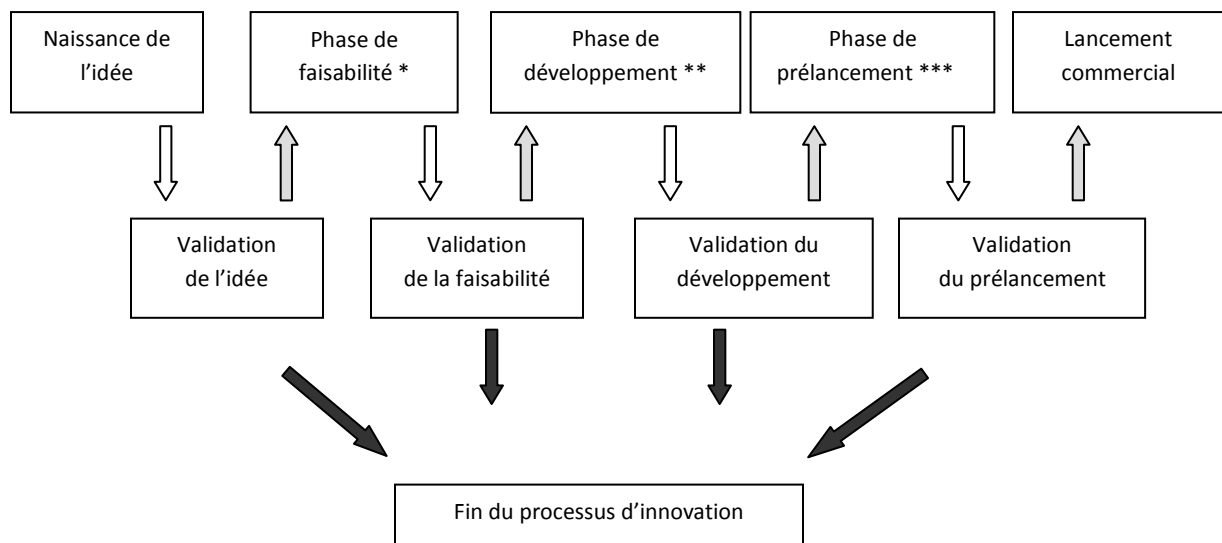 Naissance de
l’idée
Phase de
faisabilité *
Phase de
développement **
Phase de
prélancement ***
Lancement
commercial
Validation
de l’idée
Validation
de la faisabilité
Validation du
développement
Validation
du prélancement
Fin du processus d’innovation